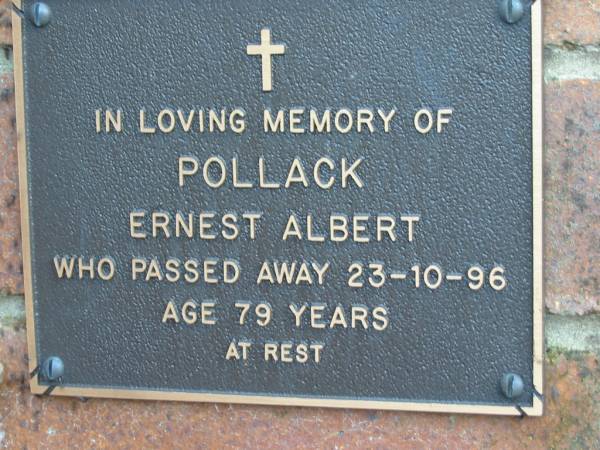 IN LOVING MEMORY OF
POLLACK
ERNEST ALBERT
WHO PASSED AWAY 23-10-96
AGE 79 YEARS
AT REST